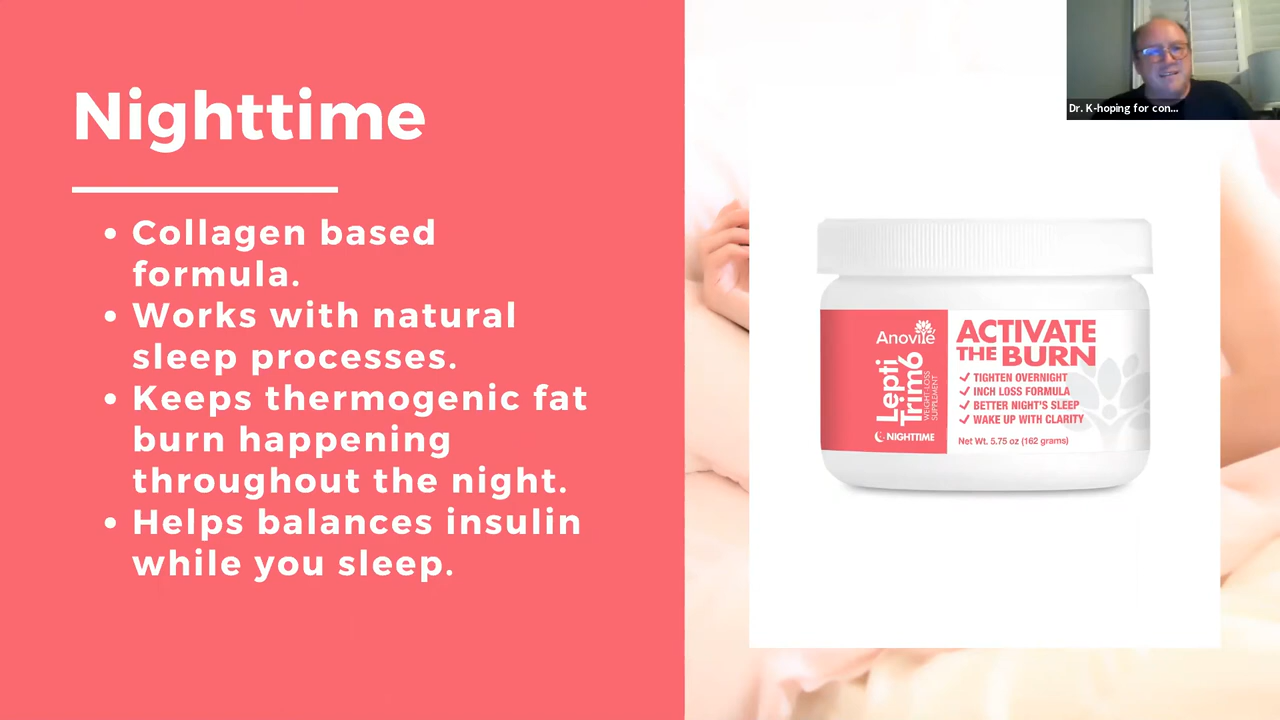 Nighttime
Collagen based
formula.
Works with natural
sleep processes.
Keeps thermogenic fat
burn happening
throughout the night.
Helps balances insulin
while you sleep.
Dr. K-hoping for con...
Anovité
Lepti
Trim6
WEIGHT-LOSS
SUPPLEMENT
NIGHTTIME
ACTIVATE
THE BURN
TIGHTEN OVERNIGHT
INCH LOSS FORMULA
BETTER NIGHT'S SLEEP
WAKE UP WITH CLARITY
Net Wt. 5.75 oz (162 grams)